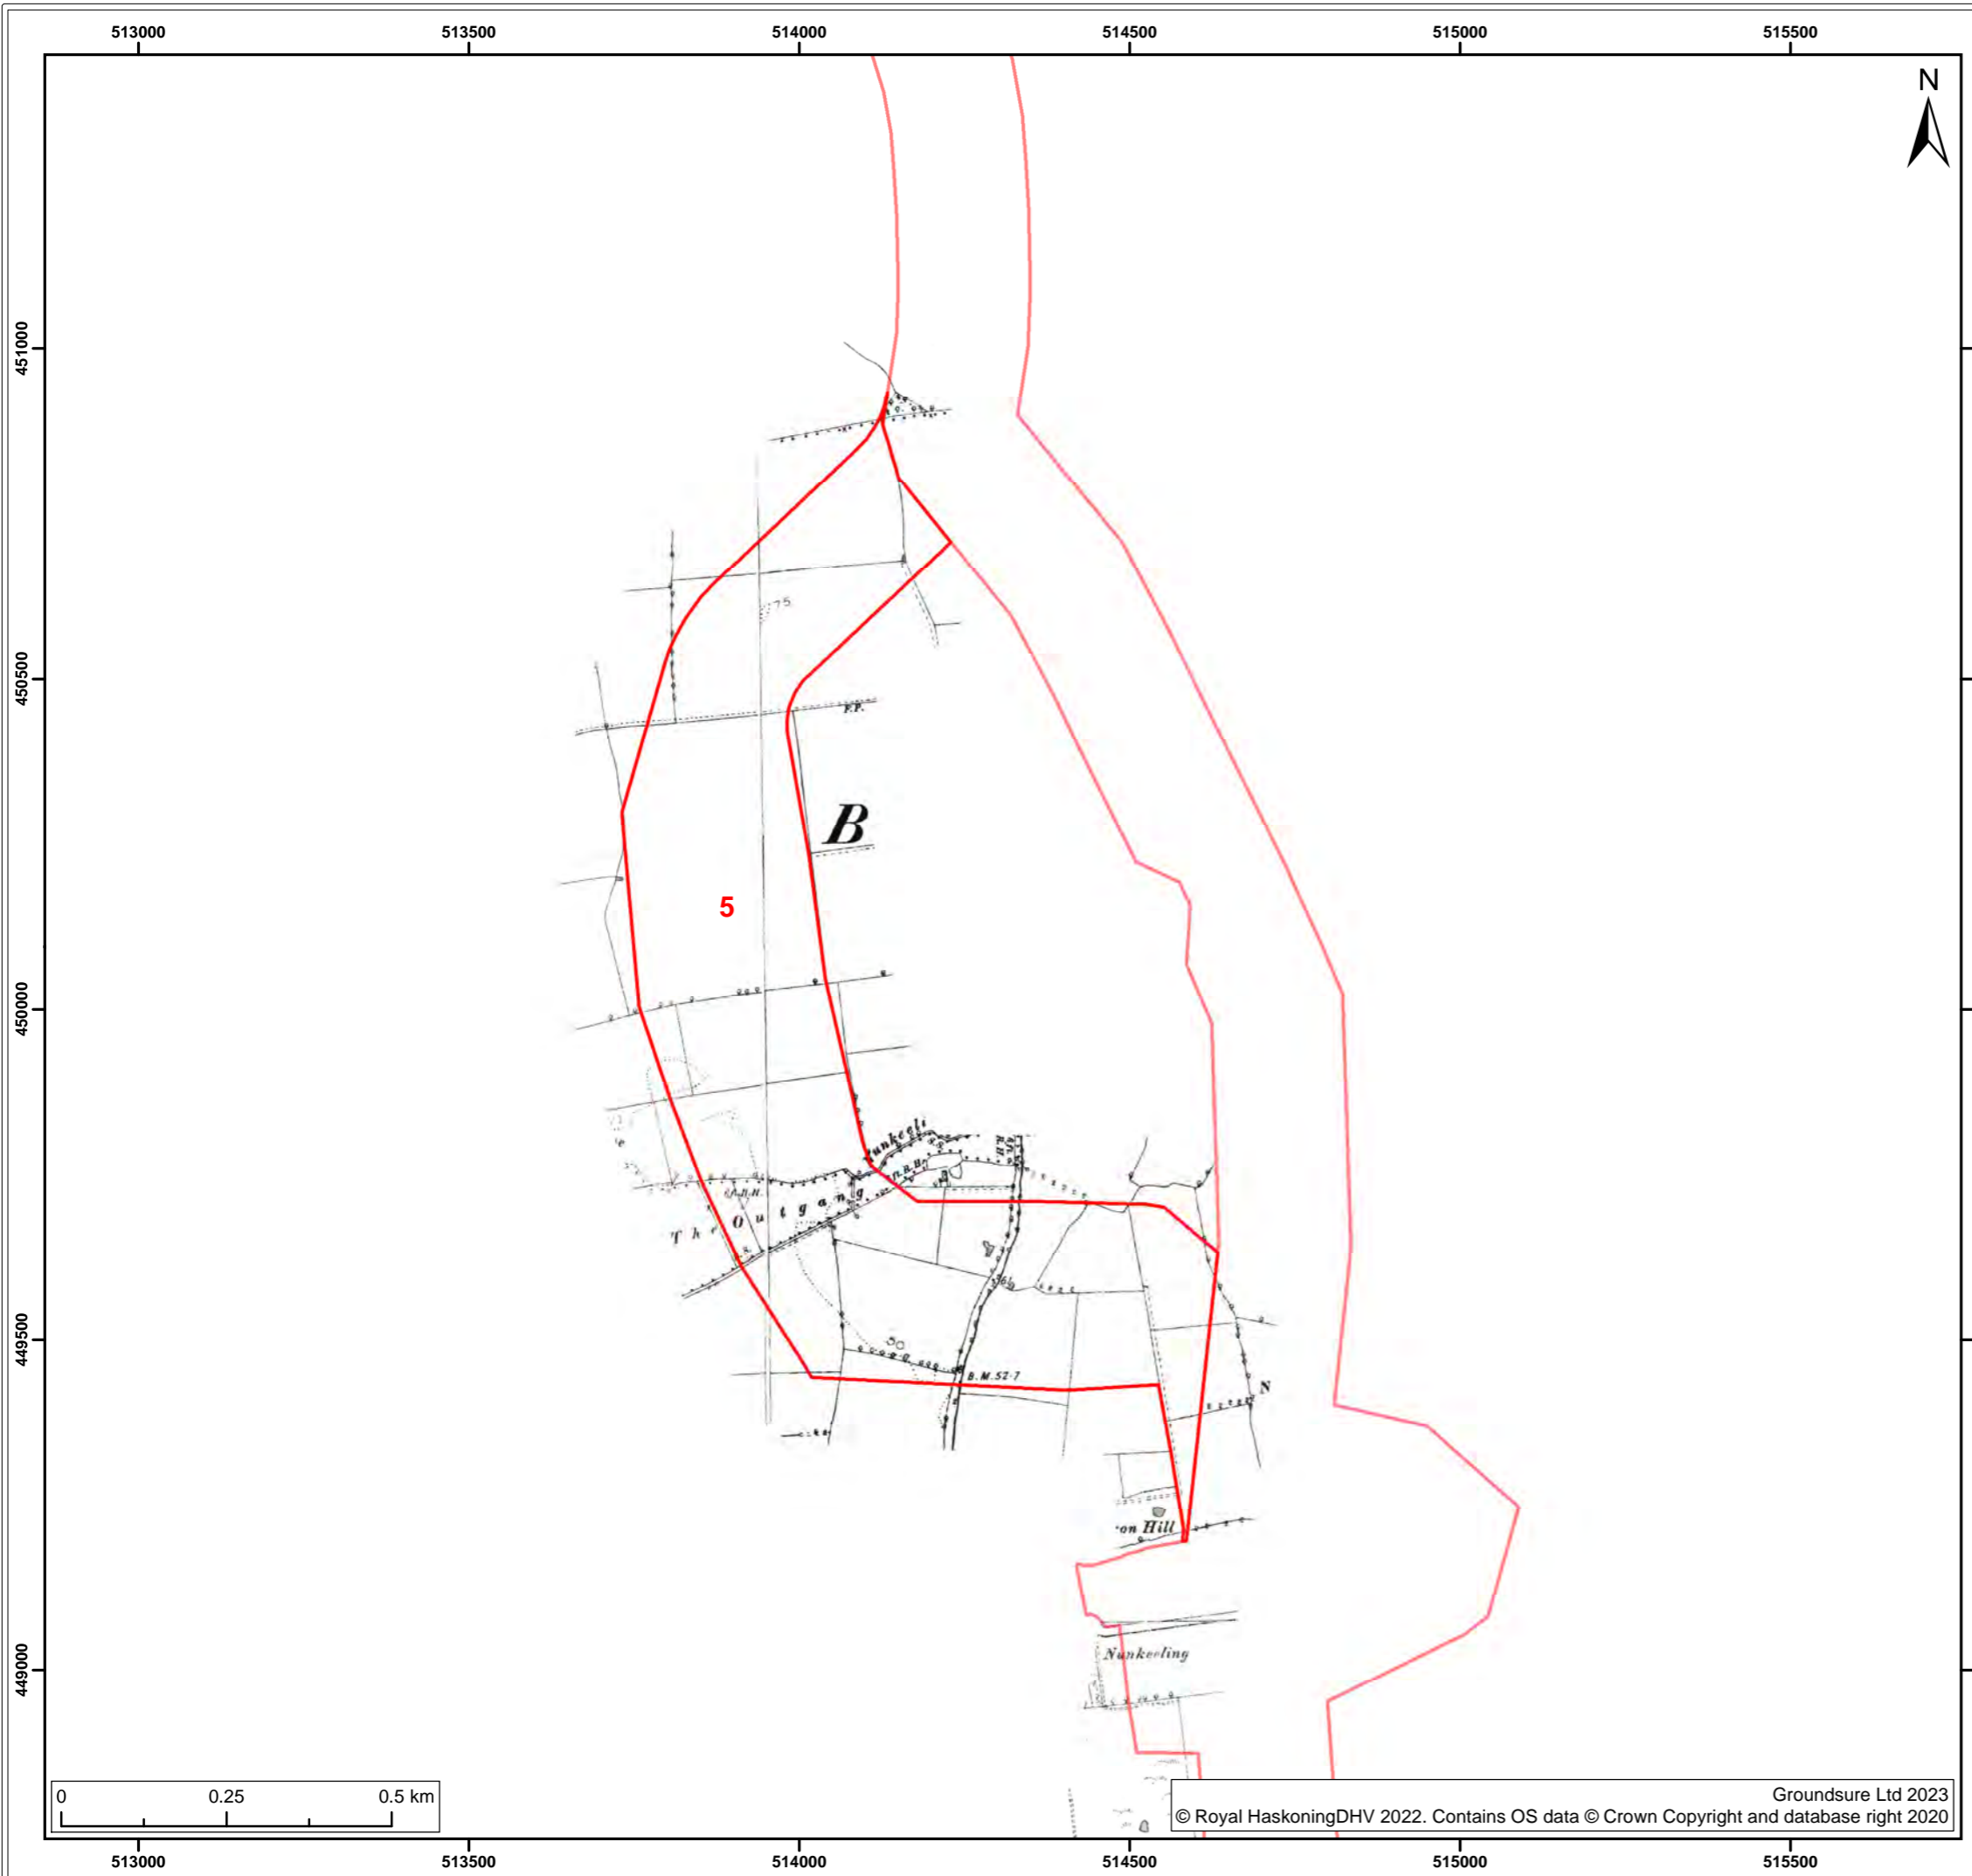 513000 513500 514000 514500 515000 515500
N
451000
75
450500
F.P.
B
5
450000
Nunkeeli
B.H.
The Outgang
449500
50
B.M.52·7
N
on Hill
449000
Nunkeeling
0 0.25 0.5 km
Groundsure Ltd 2023
© Royal HaskoningDHV 2022. Contains OS data © Crown Copyright and database right 2020
513000 513500 514000 514500 515000 515500